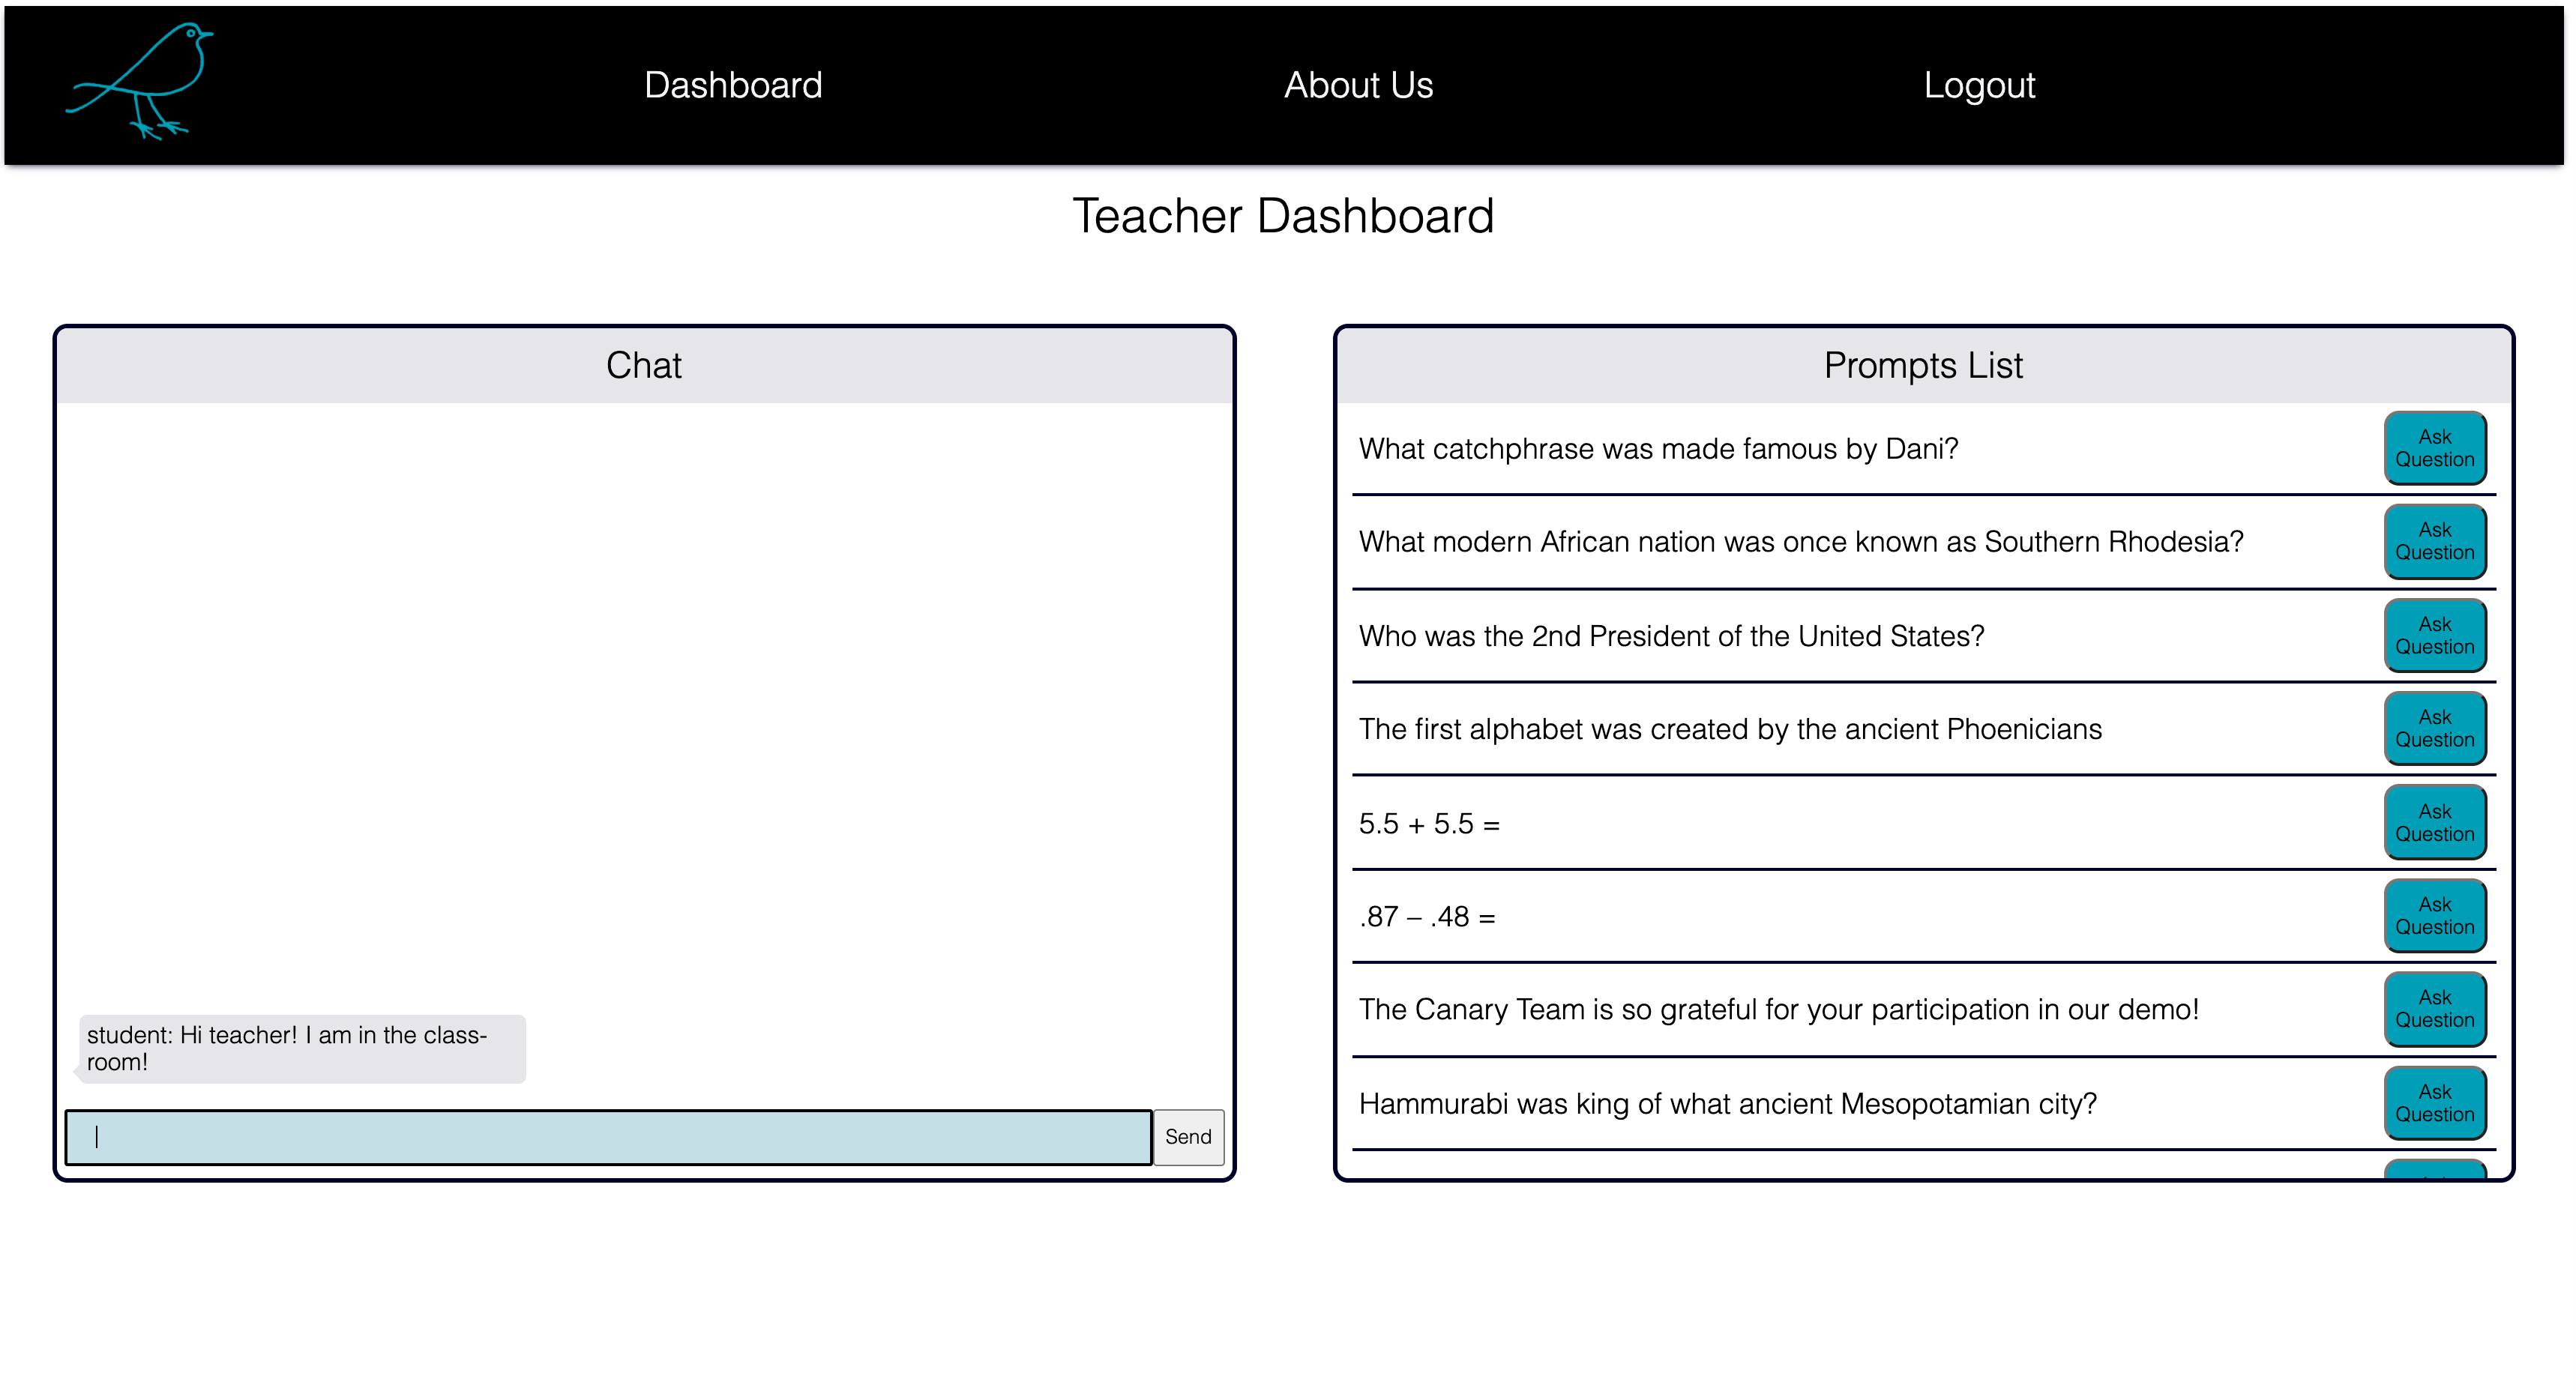 Dashboard
About Us
Logout
Teacher Dashboard
Chat
student: Hi teacher! I am in the class-
room!
Send
Prompts List
What catchphrase was made famous by Dani?
Ask
Question
What modern African nation was once known as Southern Rhodesia?
Ask
Question
Who was the 2nd President of the United States?
Ask
Question
The first alphabet was created by the ancient Phoenicians
Ask
Question
5.5 + 5.5 =
Ask
Question
.87 – .48 =
Ask
Question
The Canary Team is so grateful for your participation in our demo!
Ask
Question
Hammurabi was king of what ancient Mesopotamian city?
Ask
Question